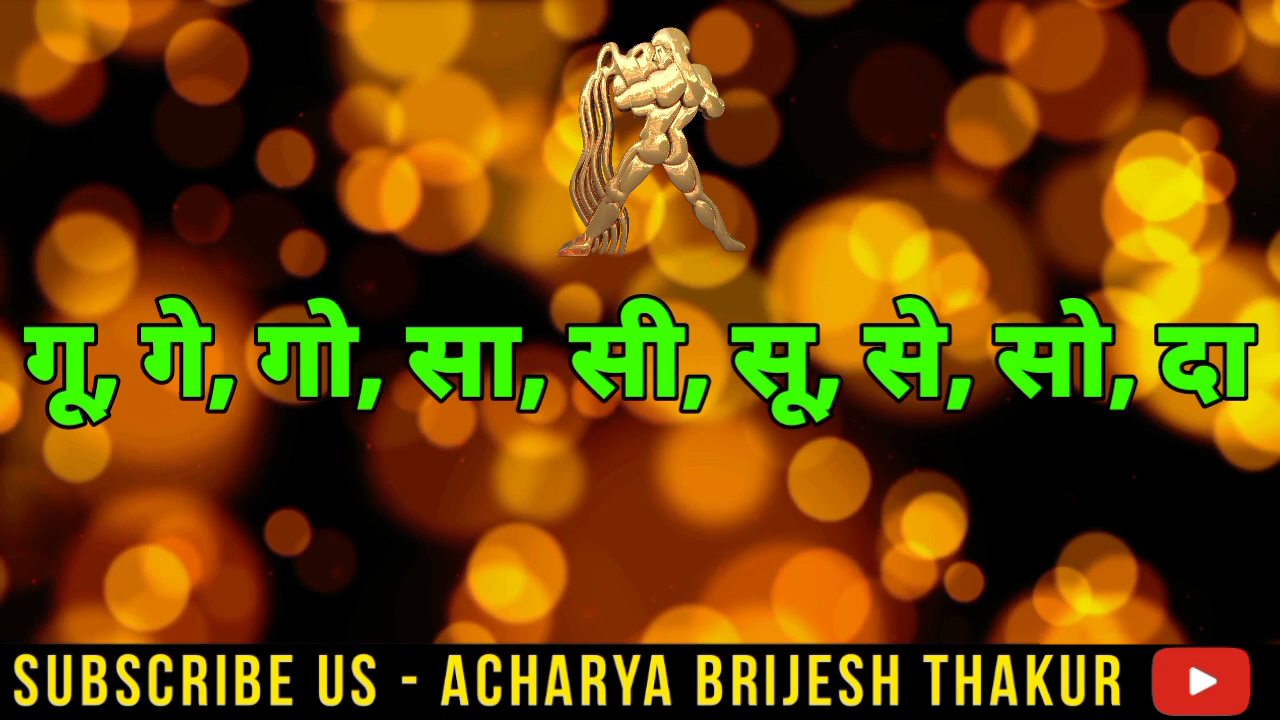 गू, गे, गो, सा, सी, सू, से, सो, दा
SUBSCRIBE US - ACHARYA BRIJESH THAKUR